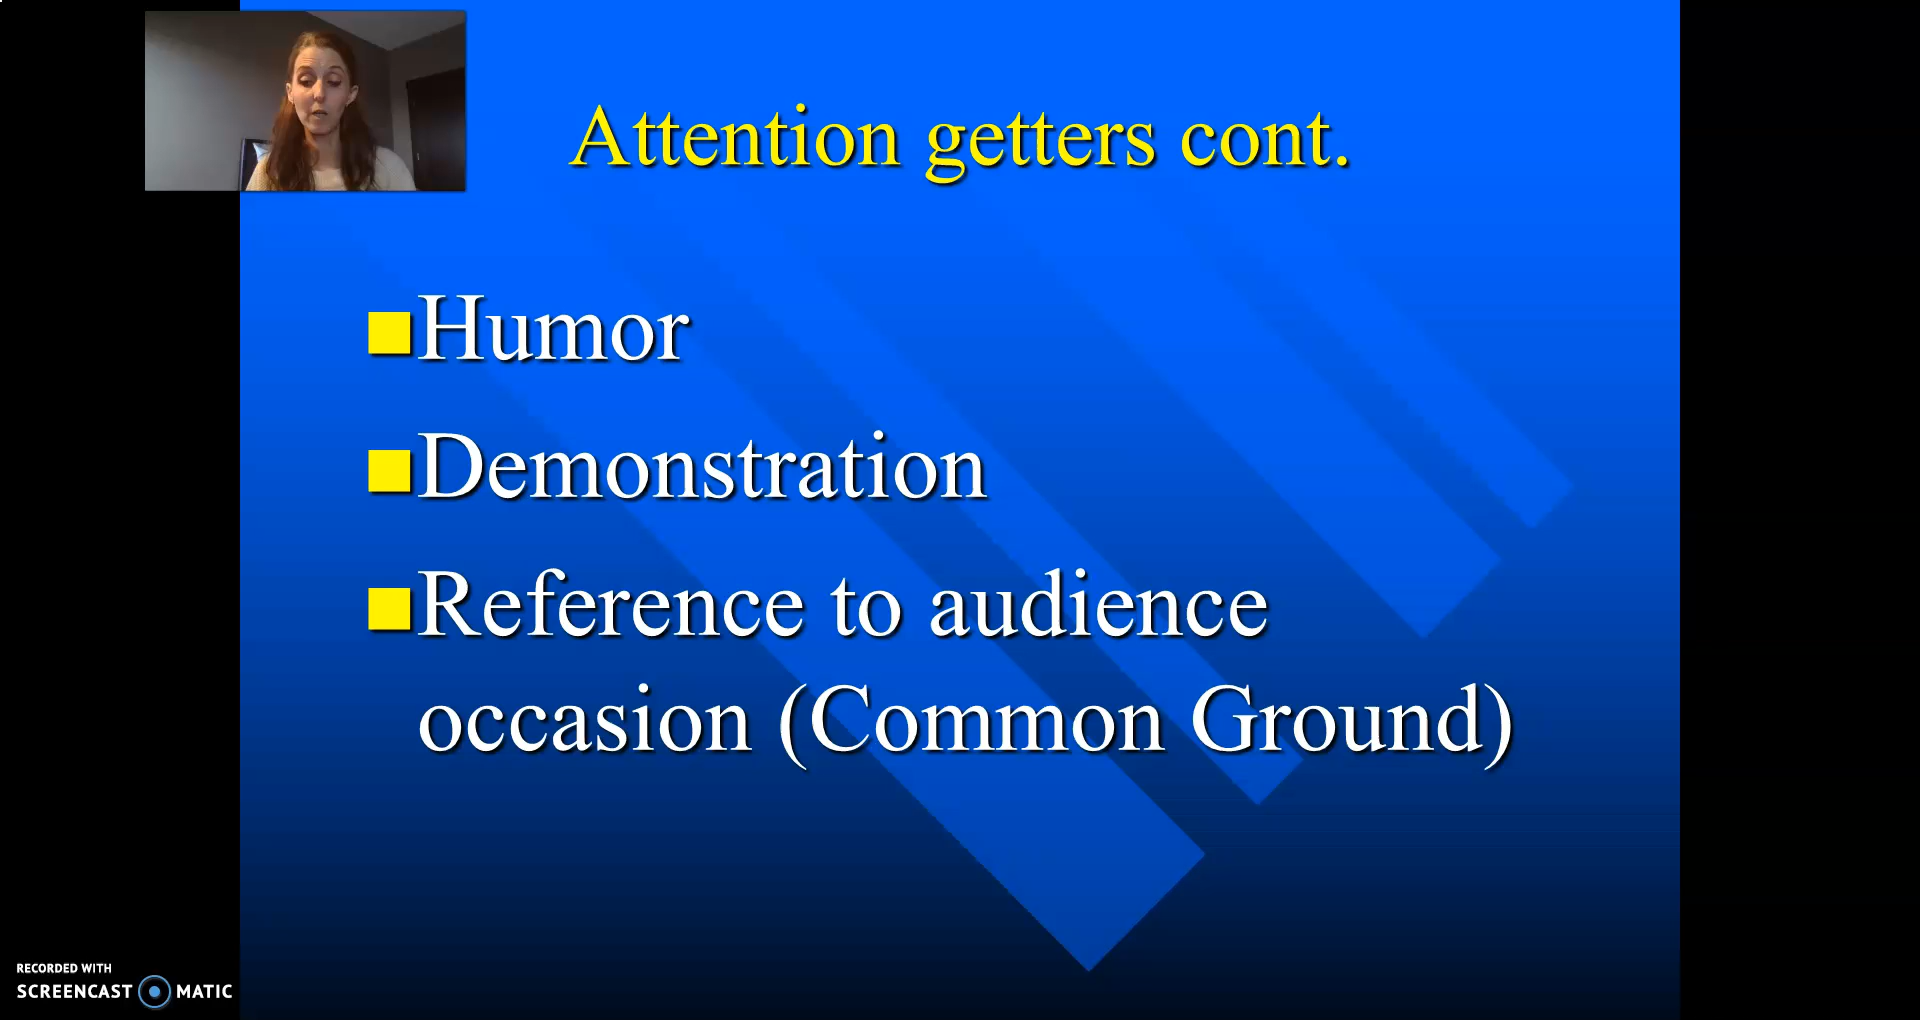 Attention getters cont.
Humor
Demonstration
Reference to audience
occasion (Common Ground)
RECORDED WITH
SCREENCAST MATIC